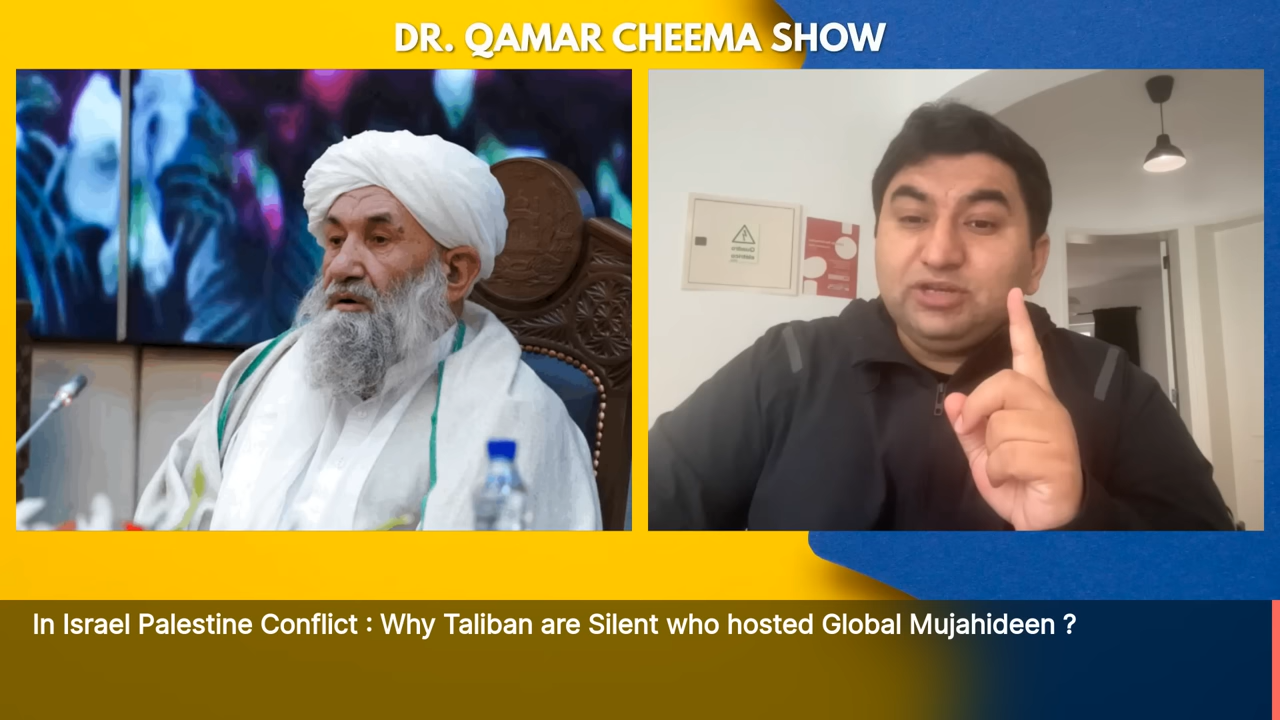 DR. QAMAR CHEEMA SHOW
In Israel Palestine Conflict : Why Taliban are Silent who hosted Global Mujahideen ?